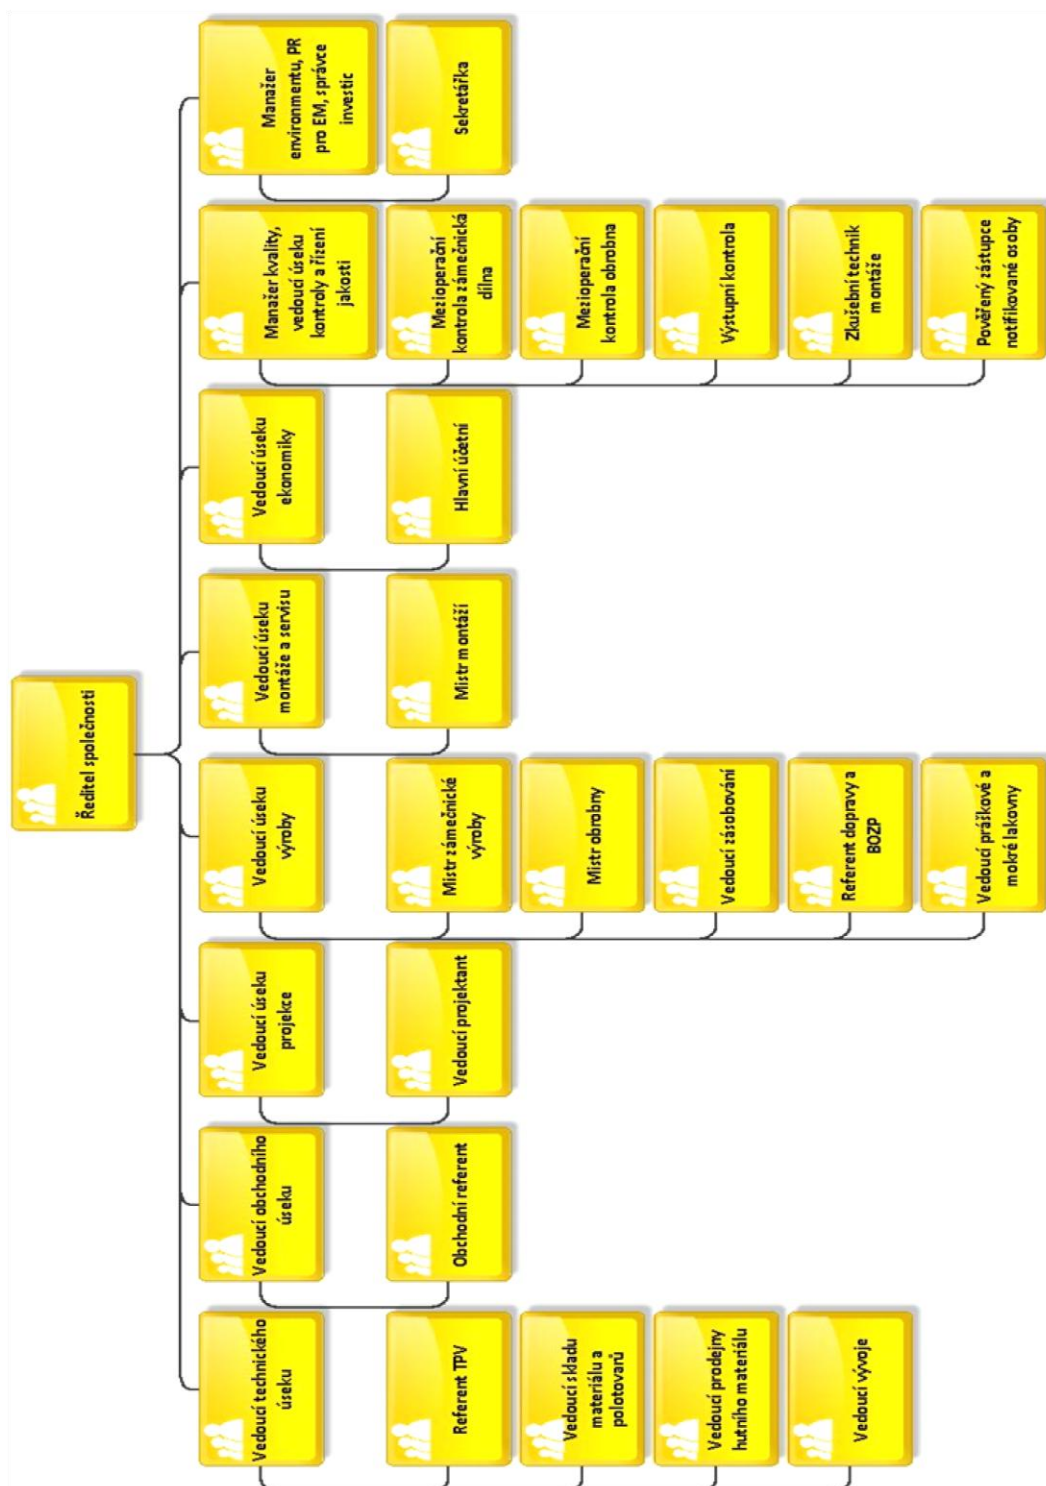 Ředitel společnosti
Vedoucí technického
úseku
Referent TPV
Vedoucí skladu
materiálu a
polotovarů
Vedoucí prodejny
hutního materiálu
Vedoucí vývoje
Vedoucí obchodního
úseku
Obchodní referent
Vedoucí úseku
projekce
Vedoucí projektant
Vedoucí úseku
výroby
Mistr zámečnické
výroby
Mistr obrobny
Vedoucí zásobování
Referent dopravy a
BOZP
Vedoucí práškové a
mokré lakovny
Vedoucí úseku
montáže a servisu
Mistr montáží
Vedoucí úseku
ekonomiky
Hlavní účetní
Manažer kvality,
vedoucí úseku
kontroly a řízení
jakosti
Mezioperační
kontrola zámečnická
dílna
Mezioperační
kontrola obrobna
Výstupní kontrola
Zkušební technik
montáže
Pověřený zástupce
notifikované osoby
Manažer
environmentu, PR
pro EM, správce
investic
Sekretářka